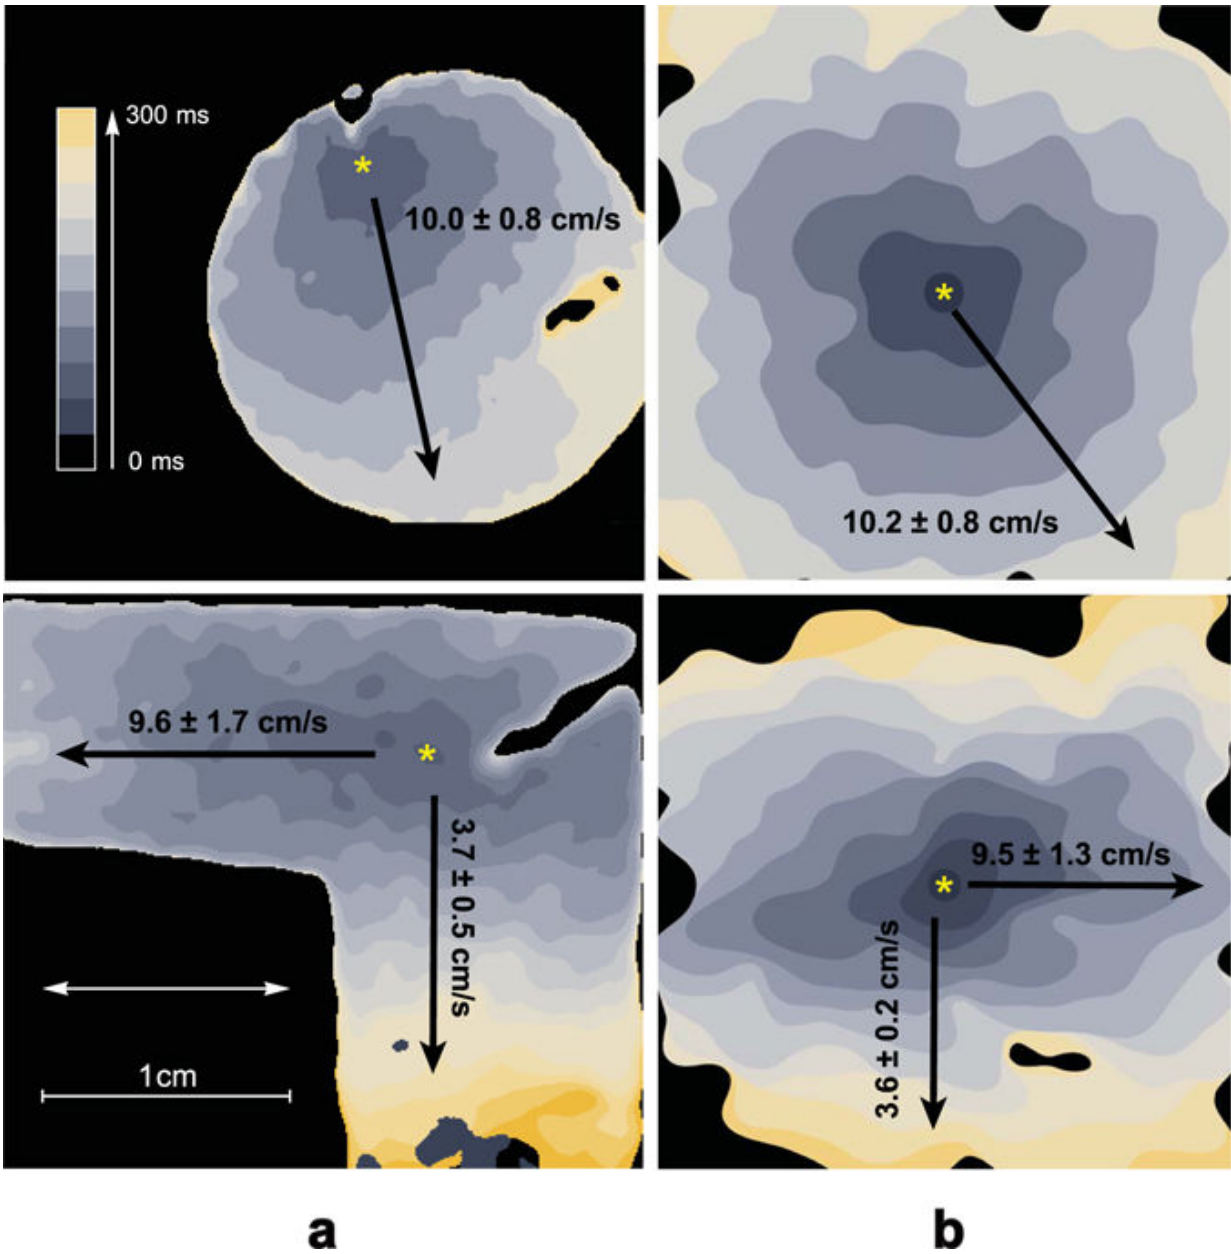 300 ms
10.0 ± 0.8 cm/s
0 ms
10.2 ± 0.8 cm/s
9.6 ± 1.7 cm/s
3.7 ± 0.5 cm/s
1cm
9.5 ± 1.3 cm/s
3.6 ± 0.2 cm/s
a
b